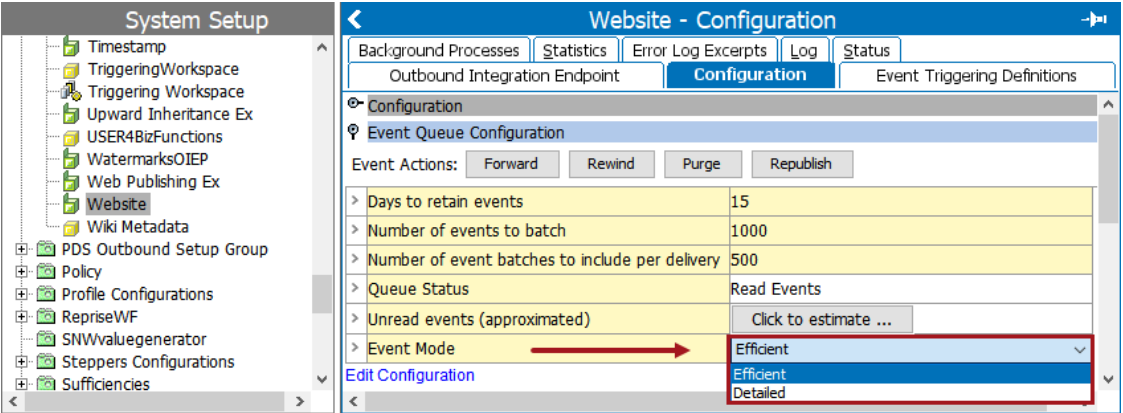 System Setup
Timestamp
TriggeringWorkspace
Triggering Workspace
Upward Inheritance Ex
USER4BizFunctions
WatermarksOIEP
Web Publishing Ex
Website
Wiki Metadata
PDS Outbound Setup Group
Policy
Profile Configurations
RepriseWF
SNWvaluegenerator
Steppers Configurations
Sufficiencies
Website - Configuration
Background Processes Statistics Error Log Excerpts Log Status
Outbound Integration Endpoint Configuration Event Triggering Definitions
Configuration
Event Queue Configuration
Event Actions: Forward Rewind Purge Republish
Days to retain events 15
Number of events to batch 1000
Number of event batches to include per delivery 500
Queue Status Read Events
Unread events (approximated) Click to estimate ...
Event Mode Efficient
Edit Configuration Efficient
Detailed